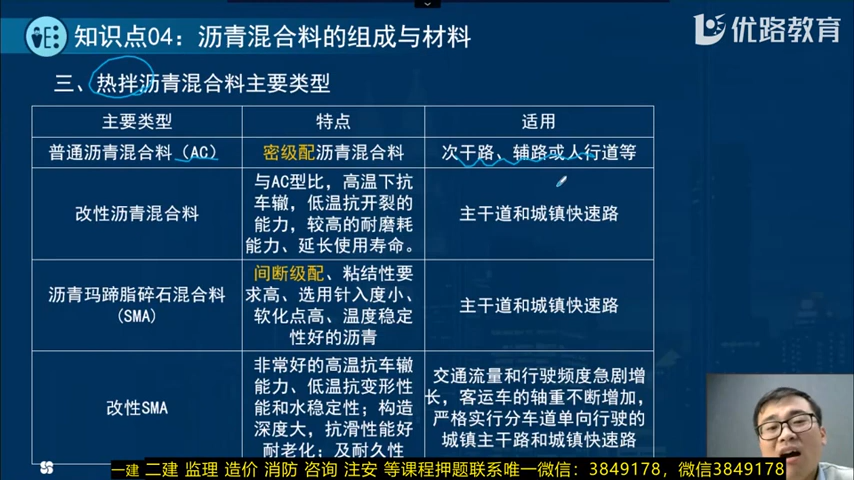 知识点04：沥青混合料的组成与材料
优路教育
三、热拌沥青混合料主要类型
主要类型
特点
适用
普通沥青混合料（AC）
密级配沥青混合料
次干路、辅路或人行道等
改性沥青混合料
与AC型比，高温下抗
车辙，低温抗开裂的
能力，较高的耐磨耗
能力、延长使用寿命。
主干道和城镇快速路
沥青玛蹄脂碎石混合料
(SMA)
间断级配、粘结性要
求高、选用针入度小、
软化点高、温度稳定
性好的沥青
主干道和城镇快速路
改性SMA
非常好的高温抗车辙
能力、低温抗变形性
能和水稳定性；构造
深度大，抗滑性能好
耐老化；及耐久性
交通流量和行驶频度急剧增
长，客运车的轴重不断增加，
严格实行分车道单向行驶的
城镇主干路和城镇快速路
一建 二建 监理 造价 消防 咨询 注安 等课程押题联系唯一微信：3849178，微信3849178